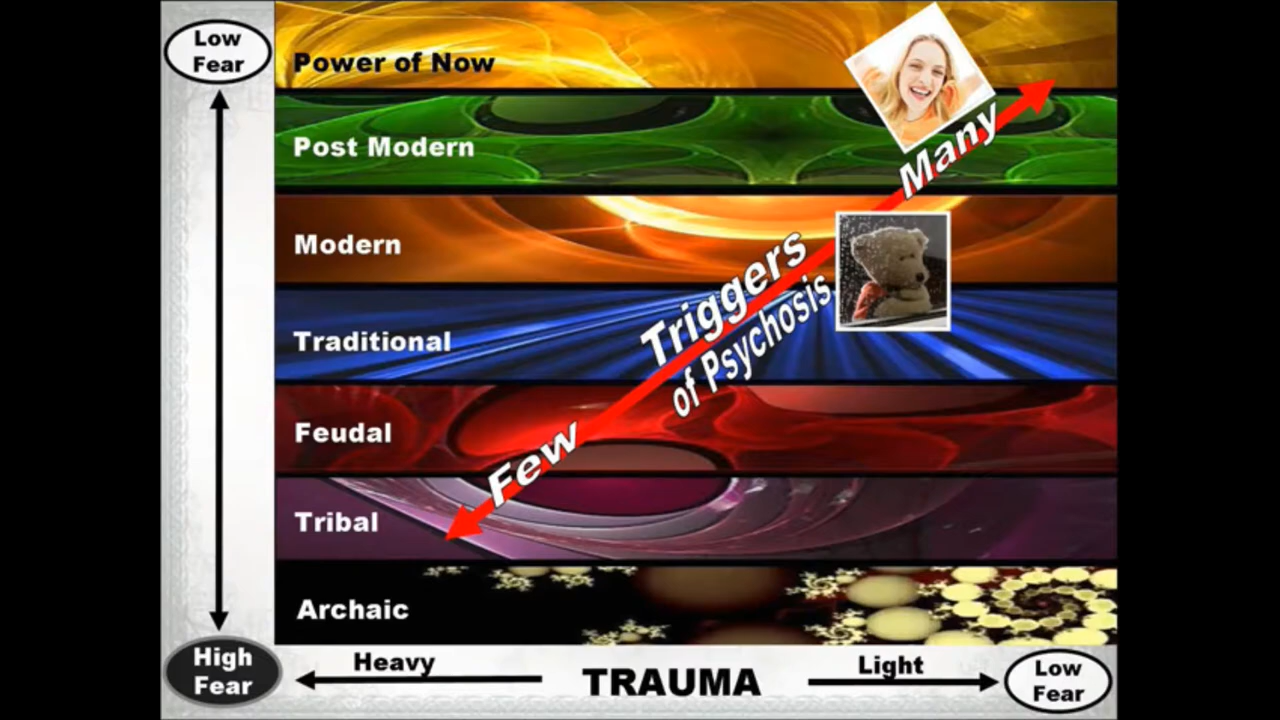 Low
Fear
Power of Now
Post Modern
Modern
Traditional
Feudal
Tribal
Archaic
Many
Triggers
of Psychosis
Few
High
Fear
Heavy
TRAUMA
Light
Low
Fear